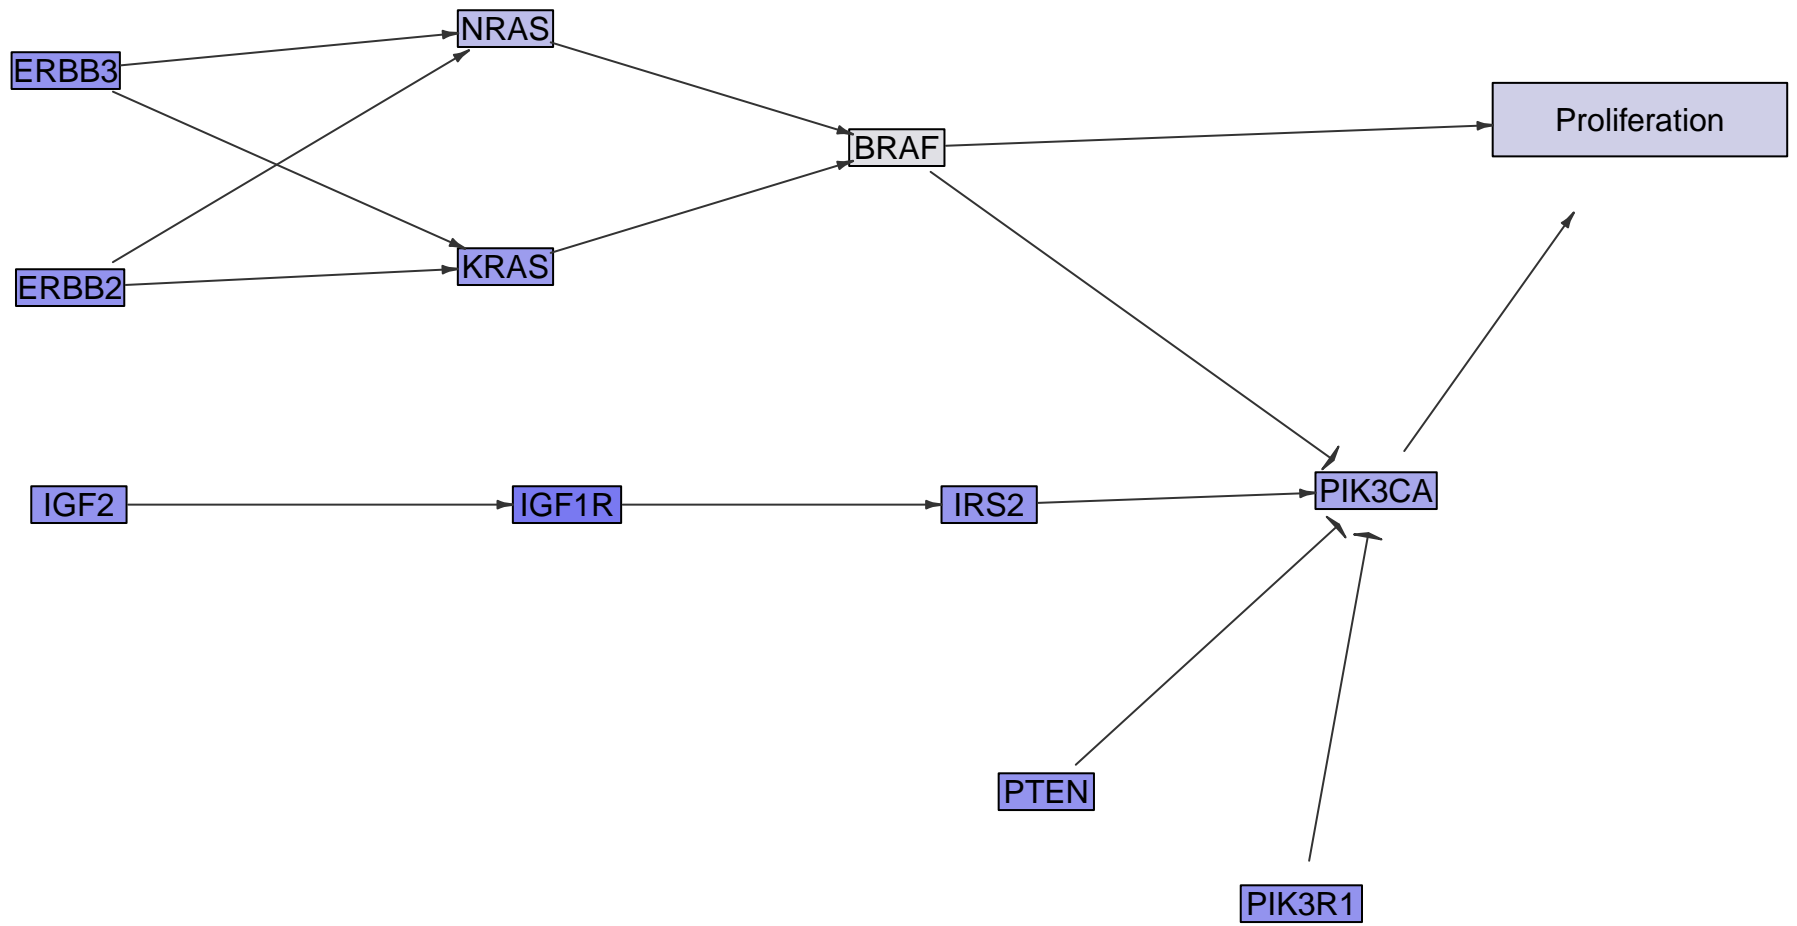 NRAS
ERBB3
Proliferation
BRAF
KRAS
ERBB2
IGF2
IGF1R
IRS2
PIK3CA
PTEN
PIK3R1